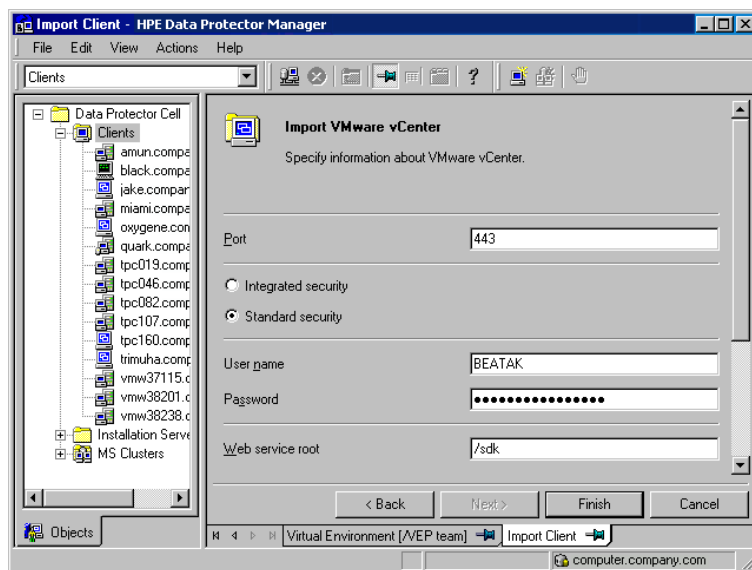 Import Client - HPE Data Protector Manager
File Edit View Actions Help
Clients
Data Protector Cell
Clients
amun.compa
black.compa
jake.compar
miami.compa
oxygene.con
quark.compa
tpc019.comp
tpc046.comp
tpc082.comp
tpc107.comp
tpc160.comp
trimuha.comp
vmw37115.c
vmw38201.c
vmw38238.c
Installation Serve
MS Clusters
Objects
Import VMware vCenter
Specify information about VMware vCenter.
Port 443
Integrated security
Standard security
User name BEATAK
Password ●●●●●●●●●●●●●●●●
Web service root /sdk
< Back Next > Finish Cancel
Virtual Environment [/VEP team] Import Client
computer.company.com